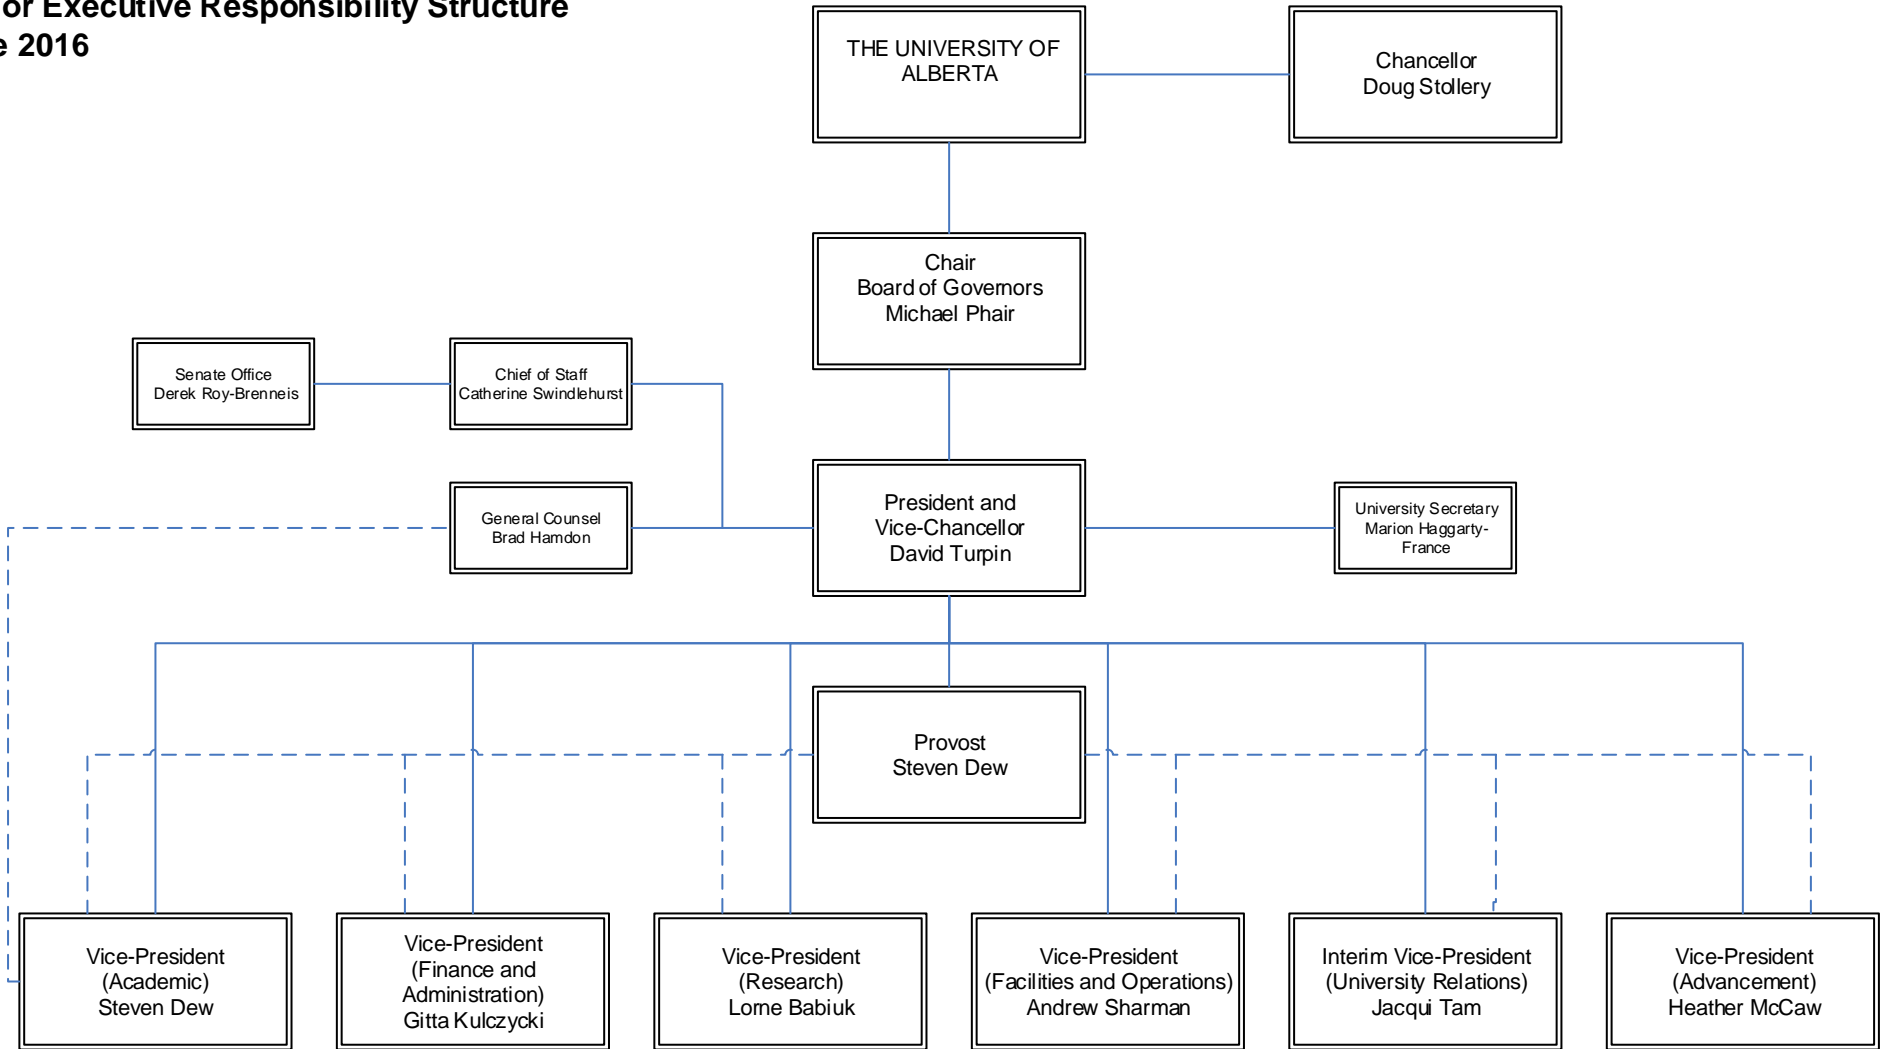 or Executive Responsibility Structure
2016
THE UNIVERSITY OF
ALBERTA
Chancellor
Doug Stollery
Chair
Board of Governors
Michael Phair
Senate Office
Derek Roy-Brenneis
Chief of Staff
Catherine Swindlehurst
General Counsel
Brad Hamdon
President and
Vice-Chancellor
David Turpin
University Secretary
Marion Haggarty-
France
Provost
Steven Dew
Vice-President
(Academic)
Steven Dew
Vice-President
(Finance and
Administration)
Gitta Kulczycki
Vice-President
(Research)
Lorne Babiuk
Vice-President
(Facilities and Operations)
Andrew Sharman
Interim Vice-President
(University Relations)
Jacqui Tam
Vice-President
(Advancement)
Heather McCaw